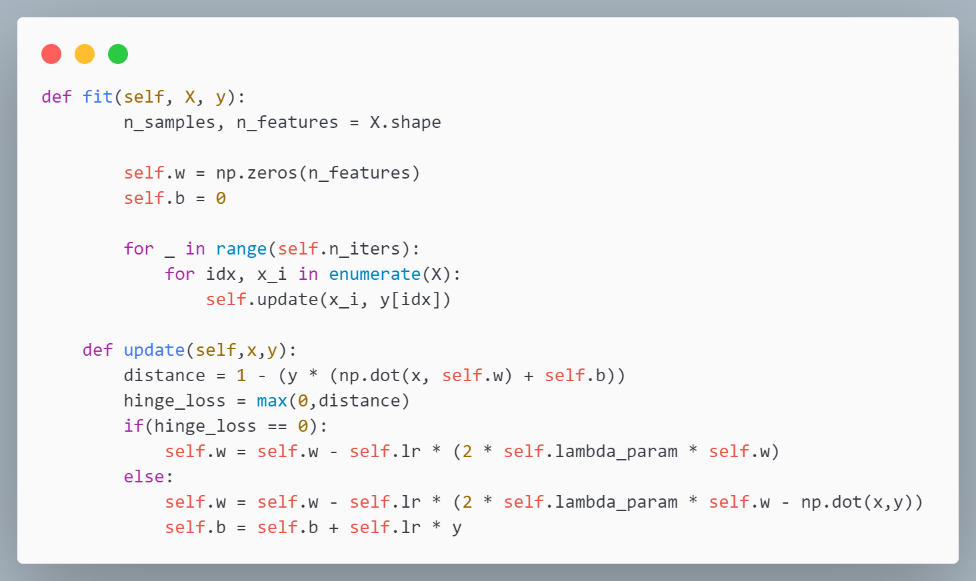 def fit(self, X, y):
        n_samples, n_features = X.shape

        self.w = np.zeros(n_features)
        self.b = 0

        for _ in range(self.n_iters):
            for idx, x_i in enumerate(X):
                self.update(x_i, y[idx])

    def update(self,x,y):
        distance = 1 - (y * (np.dot(x, self.w) + self.b))
        hinge_loss = max(0,distance)
        if(hinge_loss == 0):
            self.w = self.w - self.lr * (2 * self.lambda_param * self.w)
        else:
            self.w = self.w - self.lr * (2 * self.lambda_param * self.w - np.dot(x,y))
            self.b = self.b + self.lr * y